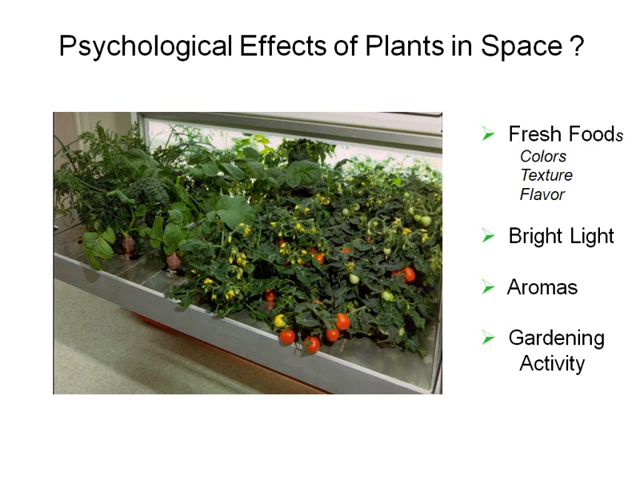 Psychological Effects of Plants in Space ?
Fresh Foods
Colors
Texture
Flavor
Bright Light
Aromas
Gardening
Activity